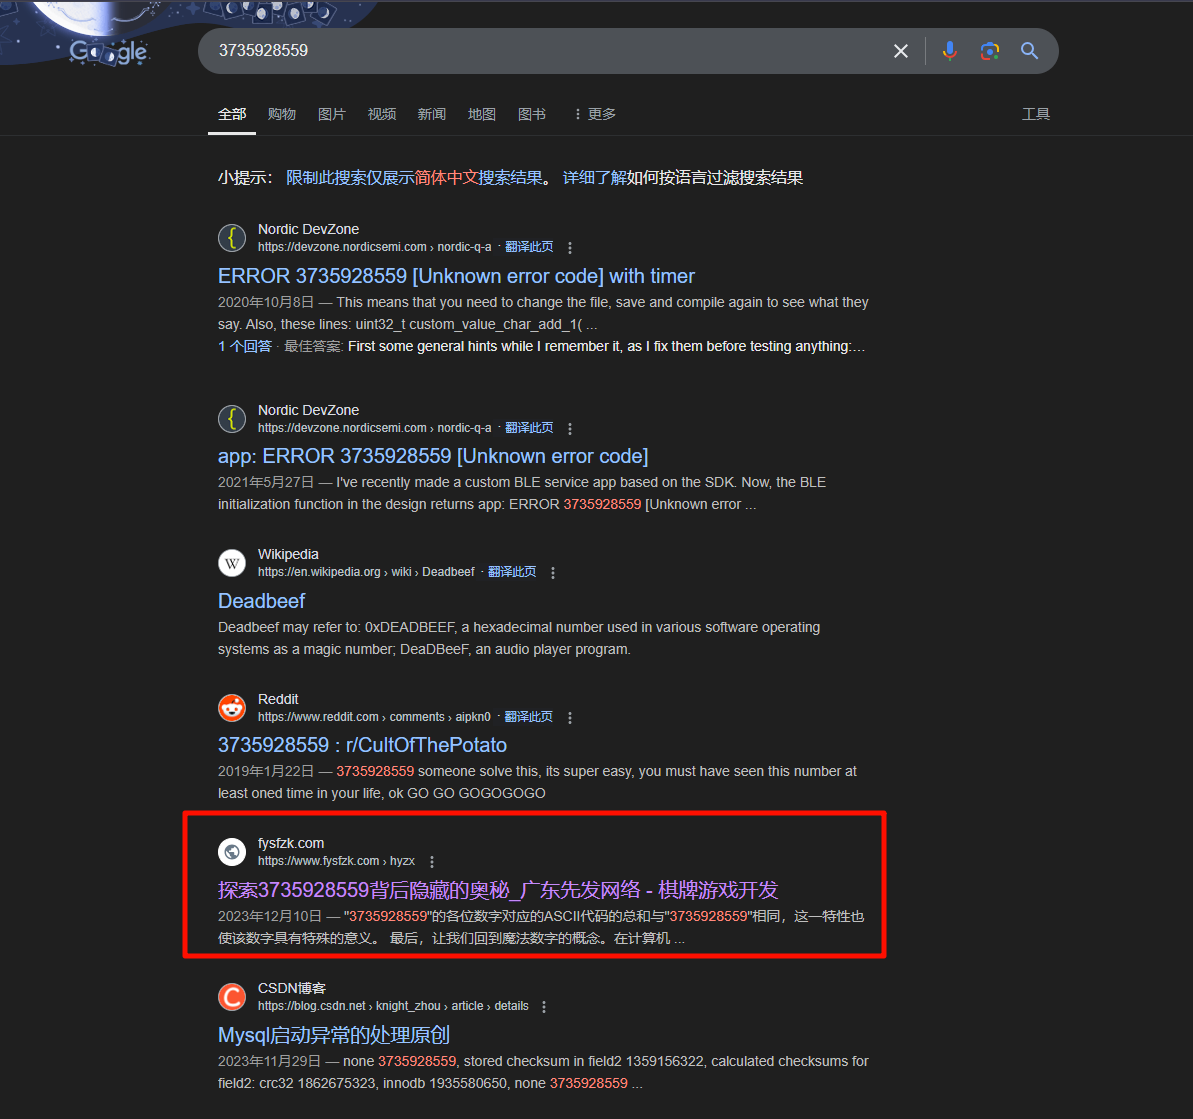 Google
3735928559
全部 购物 图片 视频 新闻 地图 图书 更多 工具
小提示： 限制此搜索仅展示简体中文搜索结果。 详细了解如何按语言过滤搜索结果
Nordic DevZone
https://devzone.nordicsemi.com › nordic-q-a · 翻译此页
ERROR 3735928559 [Unknown error code] with timer
2020年10月8日 — This means that you need to change the file, save and compile again to see what they
say. Also, these lines: uint32_t custom_value_char_add_1( ...
1 个回答 · 最佳答案: First some general hints while I remember it, as I fix them before testing anything:...
Nordic DevZone
https://devzone.nordicsemi.com › nordic-q-a · 翻译此页
app: ERROR 3735928559 [Unknown error code]
2021年5月27日 — I've recently made a custom BLE service app based on the SDK. Now, the BLE
initialization function in the design returns app: ERROR 3735928559 [Unknown error ...
W
Wikipedia
https://en.wikipedia.org › wiki › Deadbeef · 翻译此页
Deadbeef
Deadbeef may refer to: 0xDEADBEEF, a hexadecimal number used in various software operating
systems as a magic number; DeaDBeeF, an audio player program.
Reddit
https://www.reddit.com › comments › aipkn0 · 翻译此页
3735928559 : r/CultOfThePotato
2019年1月22日 — 3735928559 someone solve this, its super easy, you must have seen this number at
least oned time in your life, ok GO GO GOGOGOGO
fysfzk.com
https://www.fysfzk.com › hyzx
探索3735928559背后隐藏的奥秘_广东先发网络 - 棋牌游戏开发
2023年12月10日 — "3735928559"的各位数字对应的ASCII代码的总和与"3735928559"相同，这一特性也
使该数字具有特殊的意义。 最后，让我们回到魔法数字的概念。在计算机 ...
C
CSDN博客
https://blog.csdn.net › knight_zhou › article › details
Mysql启动异常的处理原创
2023年11月29日 — none 3735928559, stored checksum in field2 1359156322, calculated checksums for
field2: crc32 1862675323, innodb 1935580650, none 3735928559 ...